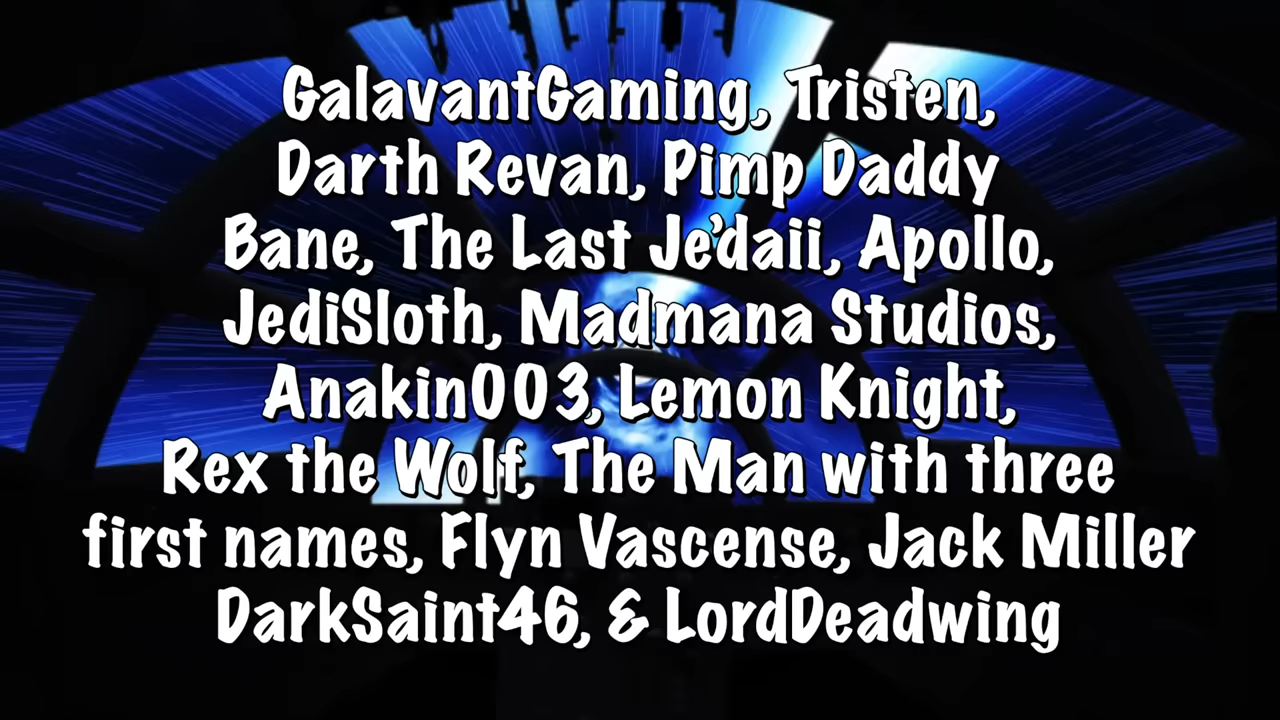 GalavantGaming, Tristen,
Darth Revan, Pimp Daddy
Bane, The Last Je'daii, Apollo,
JediSloth, Madmana Studios,
Anakin003, Lemon Knight,
Rex the Wolf, The Man with three
first names, Flyn Vascense, Jack Miller
DarkSaint46, & LordDeadwing